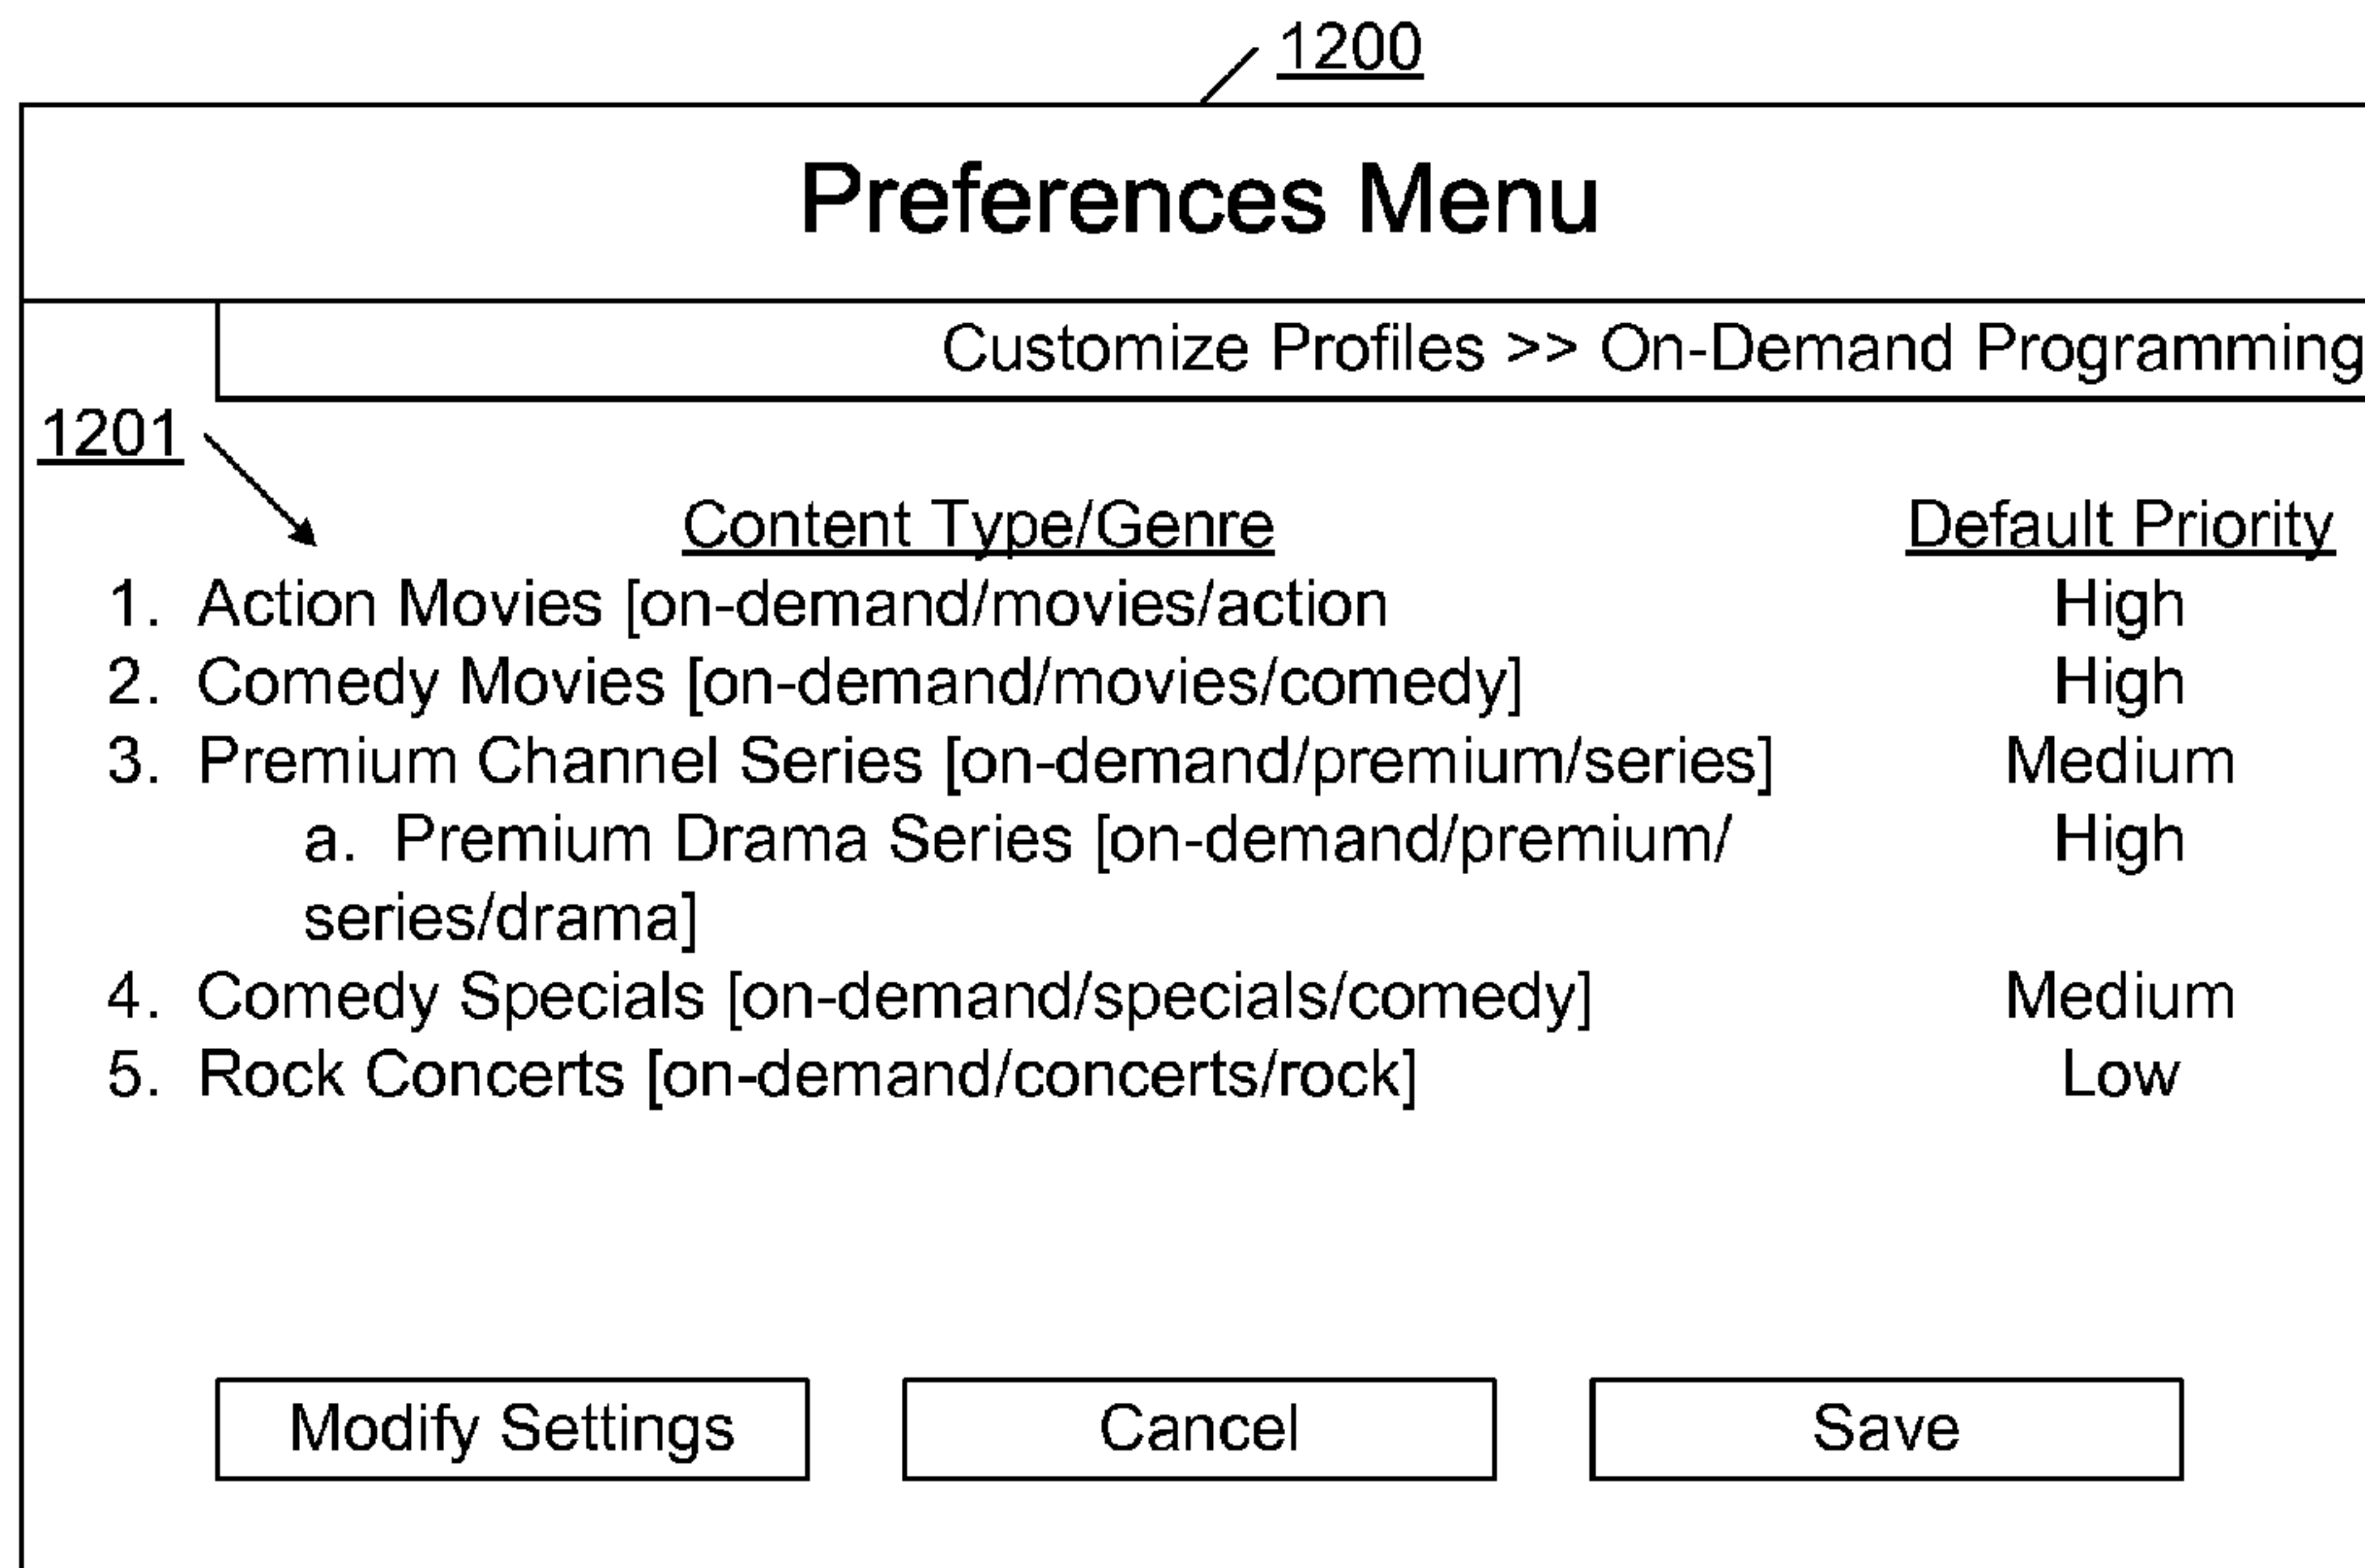 1200
Preferences Menu
Customize Profiles >> On-Demand Programming
1201
Content Type/Genre Default Priority
1. Action Movies [on-demand/movies/action High
2. Comedy Movies [on-demand/movies/comedy] High
3. Premium Channel Series [on-demand/premium/series] Medium
a. Premium Drama Series [on-demand/premium/ High
series/drama]
4. Comedy Specials [on-demand/specials/comedy] Medium
5. Rock Concerts [on-demand/concerts/rock] Low
Modify Settings Cancel Save